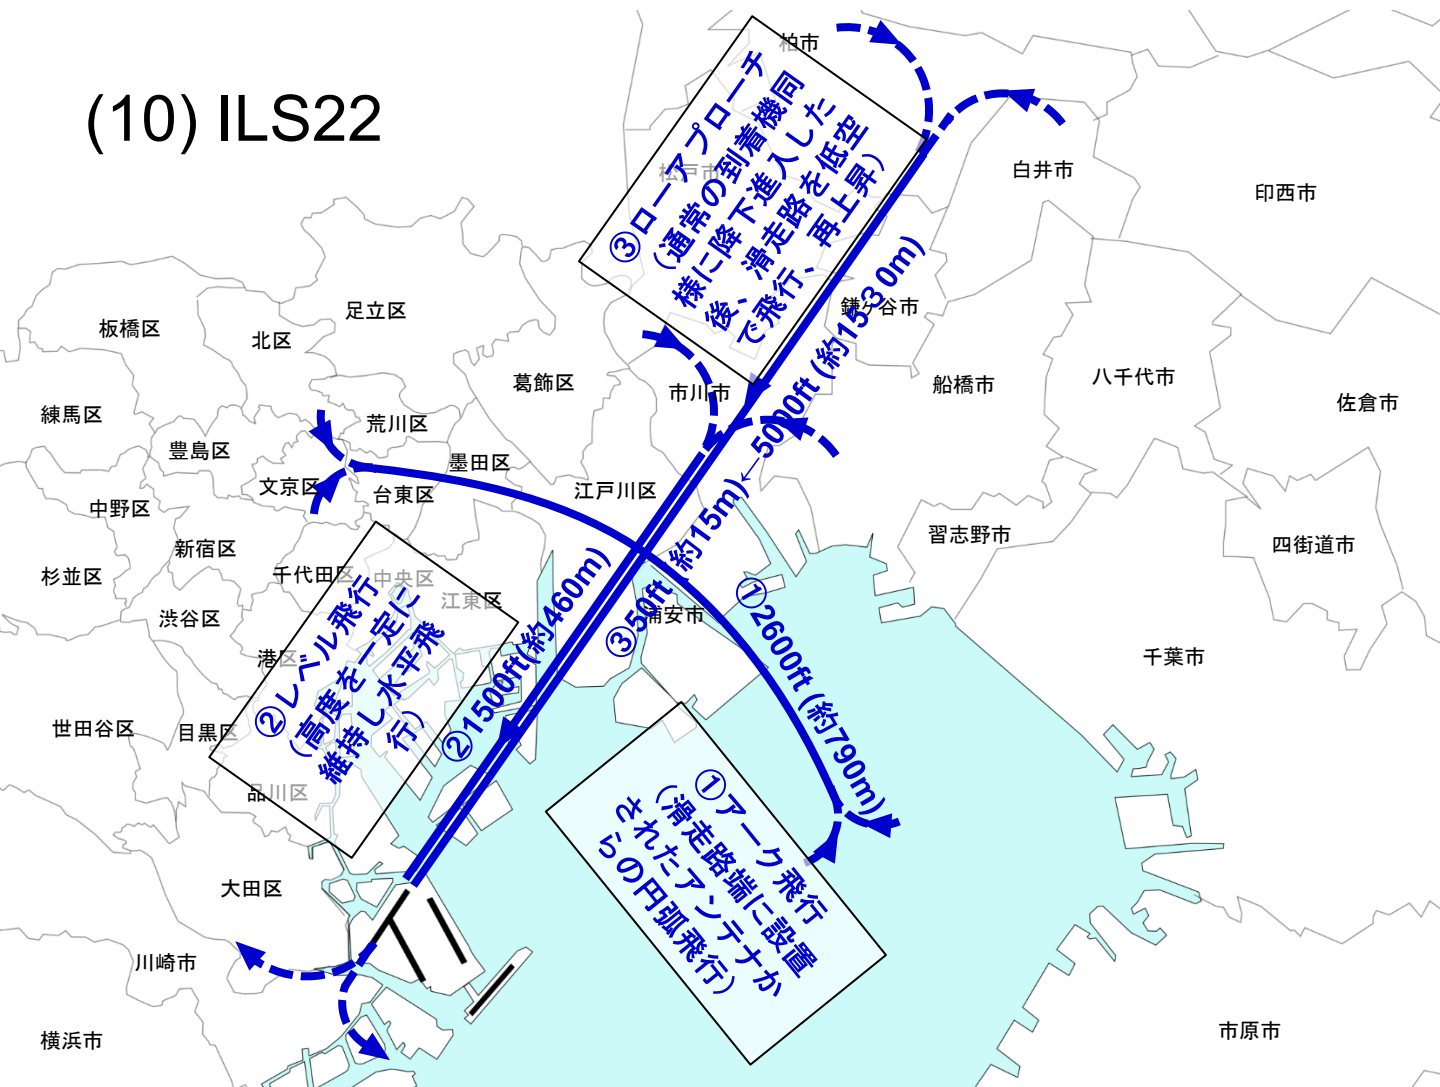 (10) ILS22
柏市
③ローアプローチ
（通常の到着機同
様に降下進入した
後、滑走路を低空
で飛行、再上昇）
松戸市
白井市
印西市
鎌ケ谷市
足立区
板橋区
北区
葛飾区
市川市
船橋市
八千代市
佐倉市
練馬区
荒川区
豊島区
墨田区
文京区
台東区
江戸川区
中野区
新宿区
習志野市
四街道市
杉並区
千代田区
中央区
江東区
渋谷区
浦安市
港区
千葉市
世田谷区
目黒区
品川区
大田区
川崎市
横浜市
市原市
③50ft (約15m)←5000ft (約1530m)
②1500ft(約460m)
①2600ft (約790m)
②レベル飛行
（高度を一定に
維持し水平飛
行）
①アーク飛行
（滑走路端に設置
されたアンテナか
らの円弧飛行）